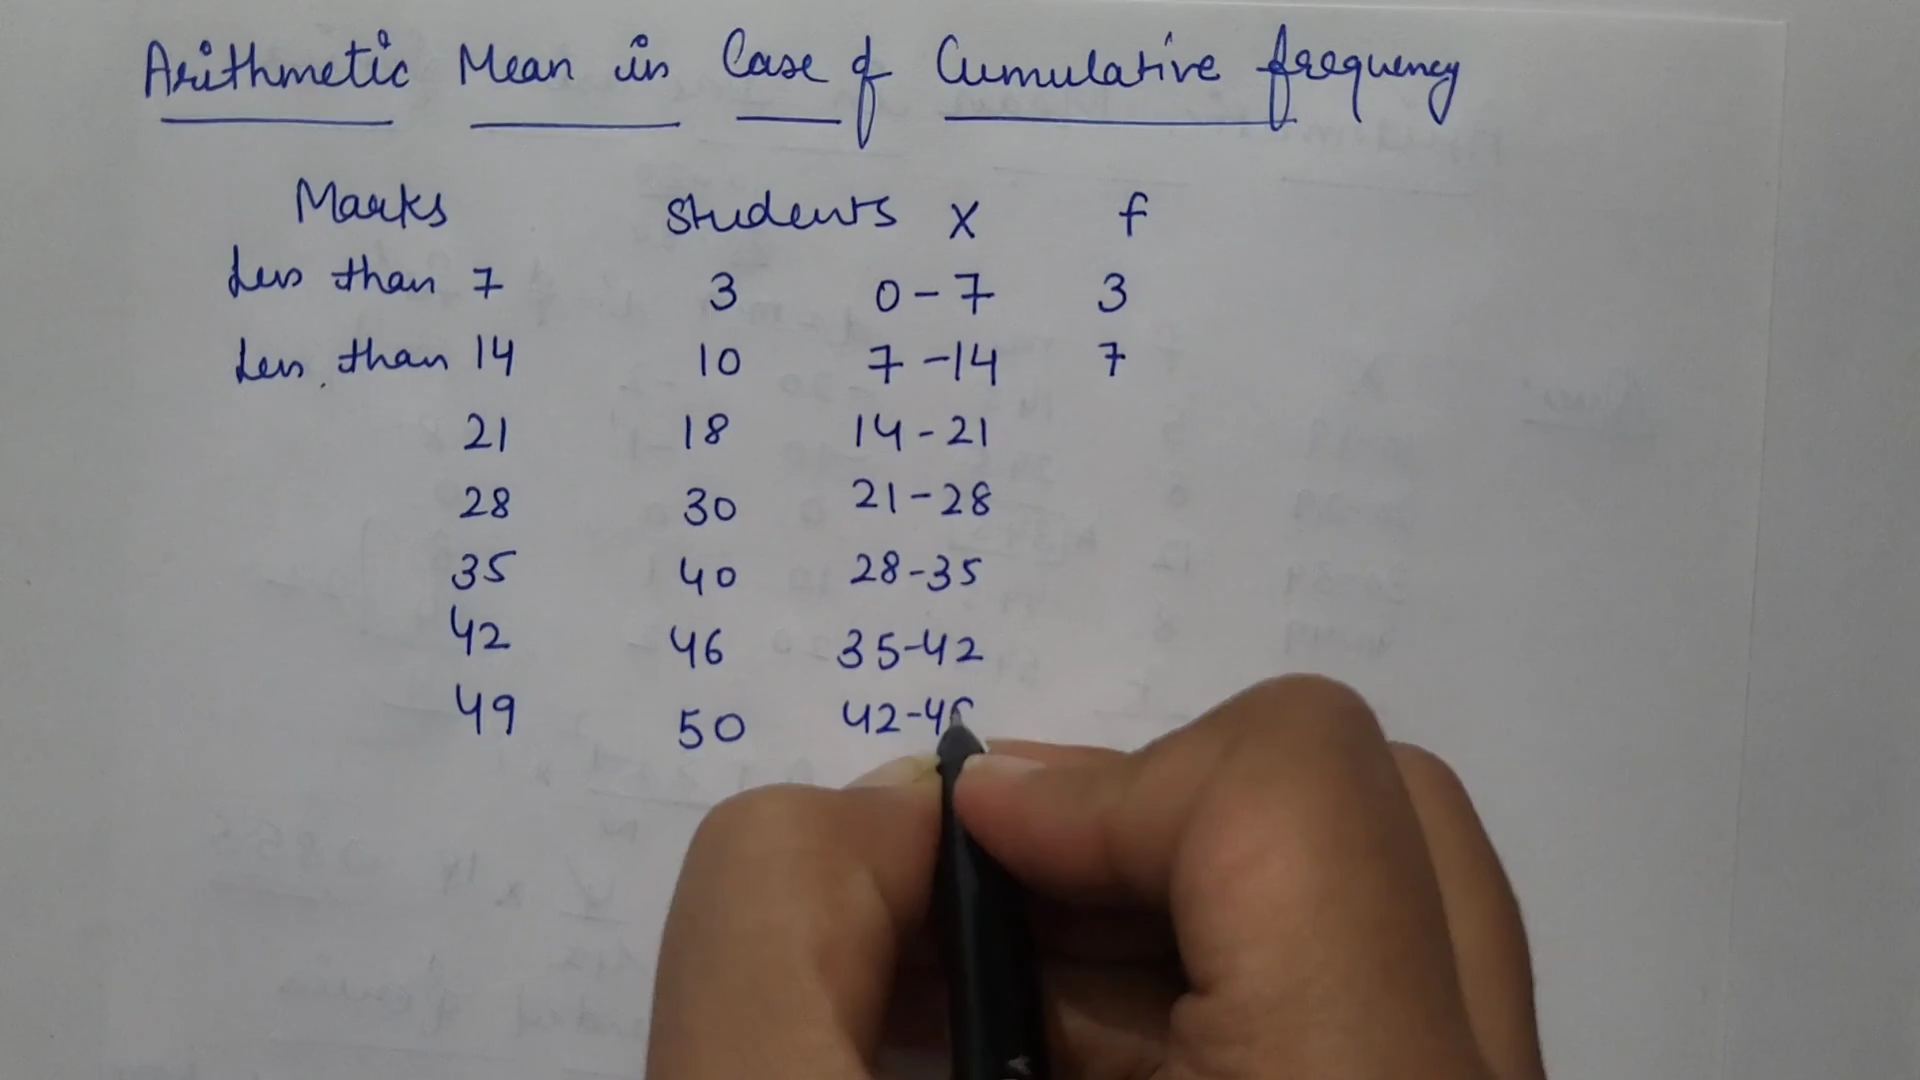 Arithmetic Mean in Case of Cumulative frequency
Marks students X f
Less than 7 3 0-7 3
Less than 14 10 7-14 7
21 18 14-21
28 30 21-28
35 40 28-35
42 46 35-42
49 50 42-4